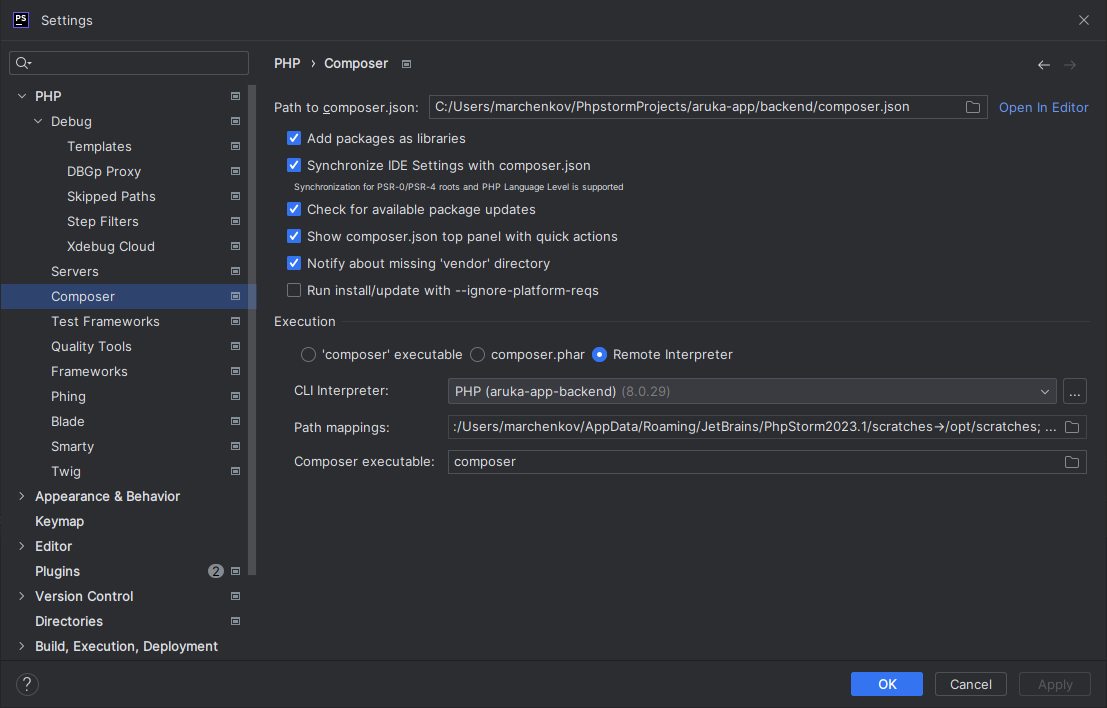 PS Settings
PHP
Debug
Templates
DBGp Proxy
Skipped Paths
Step Filters
Xdebug Cloud
Servers
Composer
Test Frameworks
Quality Tools
Frameworks
Phing
Blade
Smarty
Twig
Appearance & Behavior
Keymap
Editor
Plugins 2
Version Control
Directories
Build, Execution, Deployment
PHP › Composer
Path to composer.json: C:/Users/marchenkov/PhpstormProjects/aruka-app/backend/composer.json Open In Editor
Add packages as libraries
Synchronize IDE Settings with composer.json
Synchronization for PSR-0/PSR-4 roots and PHP Language Level is supported
Check for available package updates
Show composer.json top panel with quick actions
Notify about missing 'vendor' directory
Run install/update with --ignore-platform-reqs
Execution
'composer' executable composer.phar Remote Interpreter
CLI Interpreter: PHP (aruka-app-backend) (8.0.29) ...
Path mappings: :/Users/marchenkov/AppData/Roaming/JetBrains/PhpStorm2023.1/scratches→/opt/scratches; ...
Composer executable: composer
? OK Cancel Apply